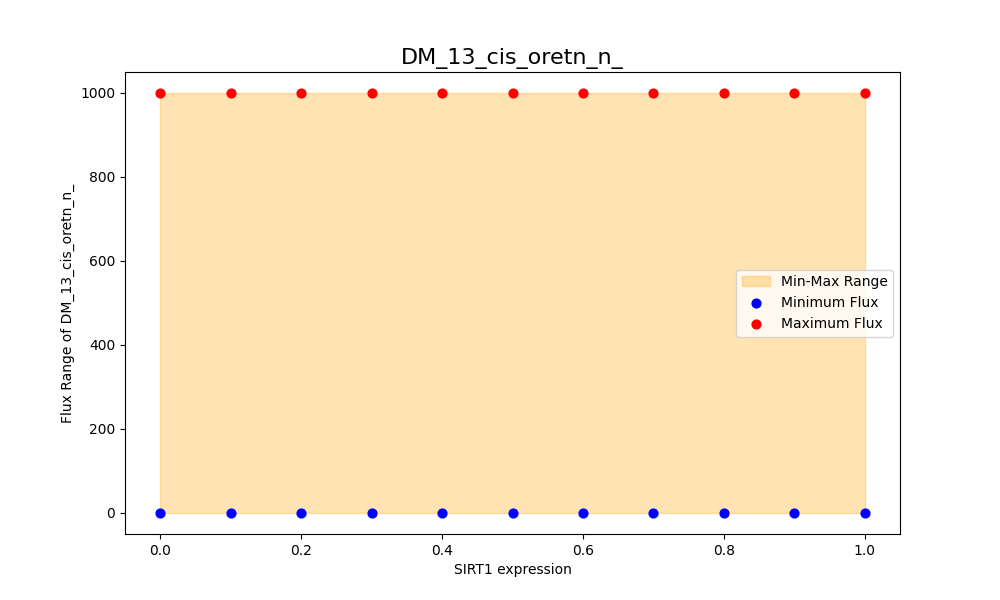 DM_13_cis_oretn_n_
Flux Range of DM_13_cis_oretn_n_
1000
800
600
400
200
0
Min-Max Range
Minimum Flux
Maximum Flux
0.0
0.2
0.4
0.6
0.8
1.0
SIRT1 expression